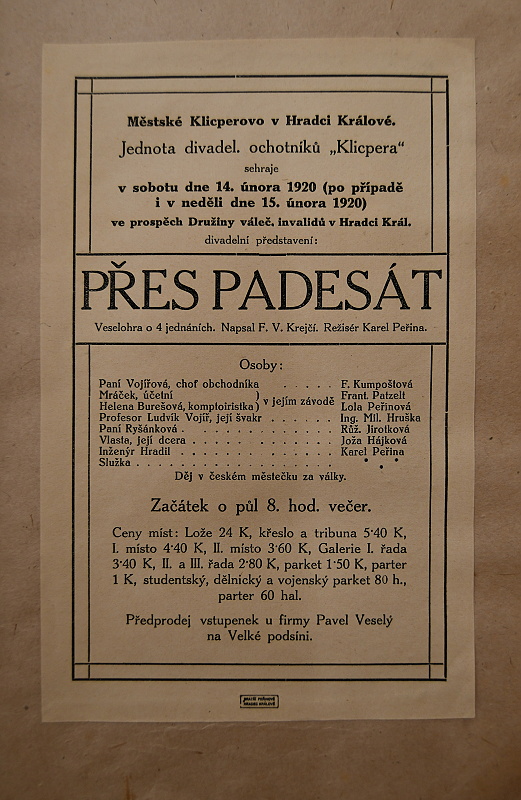 Městské Klicperovo v Hradci Králové.
Jednota divadel. ochotníků „Klicpera“
sehraje
v sobotu dne 14. února 1920 (po případě
i v neděli dne 15. února 1920)
ve prospěch Družiny váleč. invalidů v Hradci Král.
divadelní představení:
PŘES PADESÁT
Veselohra o 4 jednáních. Napsal F. V. Krejčí. Režisér Karel Peřina.
Osoby:
Paní Vojířová, choť obchodníka . . . . . F. Kumpoštová
Mráček, účetní ) Frant. Patzelt
v jejím závodě
Helena Burešová, komptoiristka ) Lola Peřinová
Profesor Ludvík Vojíř, její švakr . . . . . . Ing. Mil. Hruška
Paní Ryšánková . . . . . . . . . . . . Růž. Jirotková
Vlasta, její dcera . . . . . . . . . . . . Joža Hájková
Inženýr Hradil . . . . . . . . . . . . . Karel Peřina
Služka . . . . . . . . . . . . . . . . * * *
Děj v českém městečku za války.
Začátek o půl 8. hod. večer.
Ceny míst: Lože 24 K, křeslo a tribuna 5·40 K,
I. místo 4·40 K, II. místo 3·60 K, Galerie I. řada
3·40 K, II. a III. řada 2·80 K, parket 1·50 K, parter
1 K, studentský, dělnický a vojenský parket 80 h.,
parter 60 hal.
Předprodej vstupenek u firmy Pavel Veselý
na Velké podsíni.
HRADEC KRÁLOVÉ